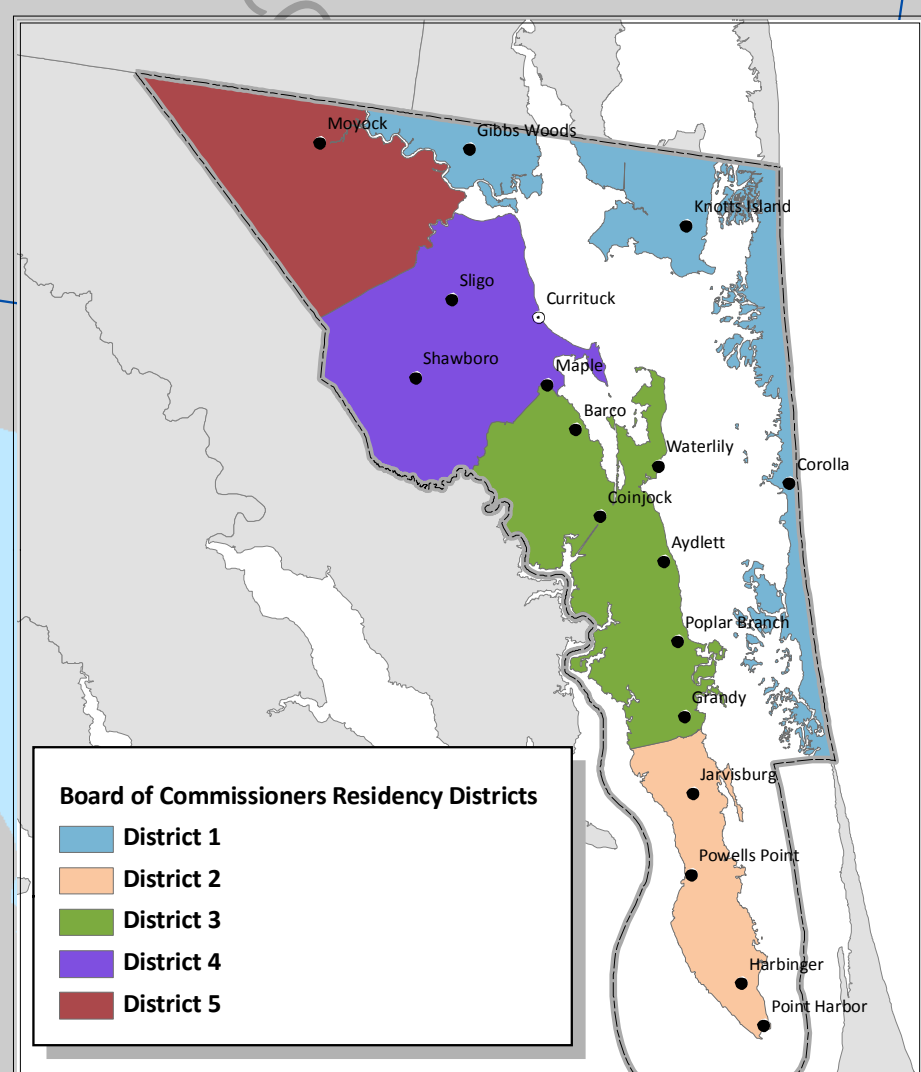 Moyock
Gibbs Woods
Knotts Island
Sligo
Currituck
Shawboro
Maple
Barco
Waterlily
Corolla
Coinjock
Aydlett
Poplar Branch
Grandy
Jarvisburg
Powells Point
Harbinger
Point Harbor
Board of Commissioners Residency Districts
District 1
District 2
District 3
District 4
District 5